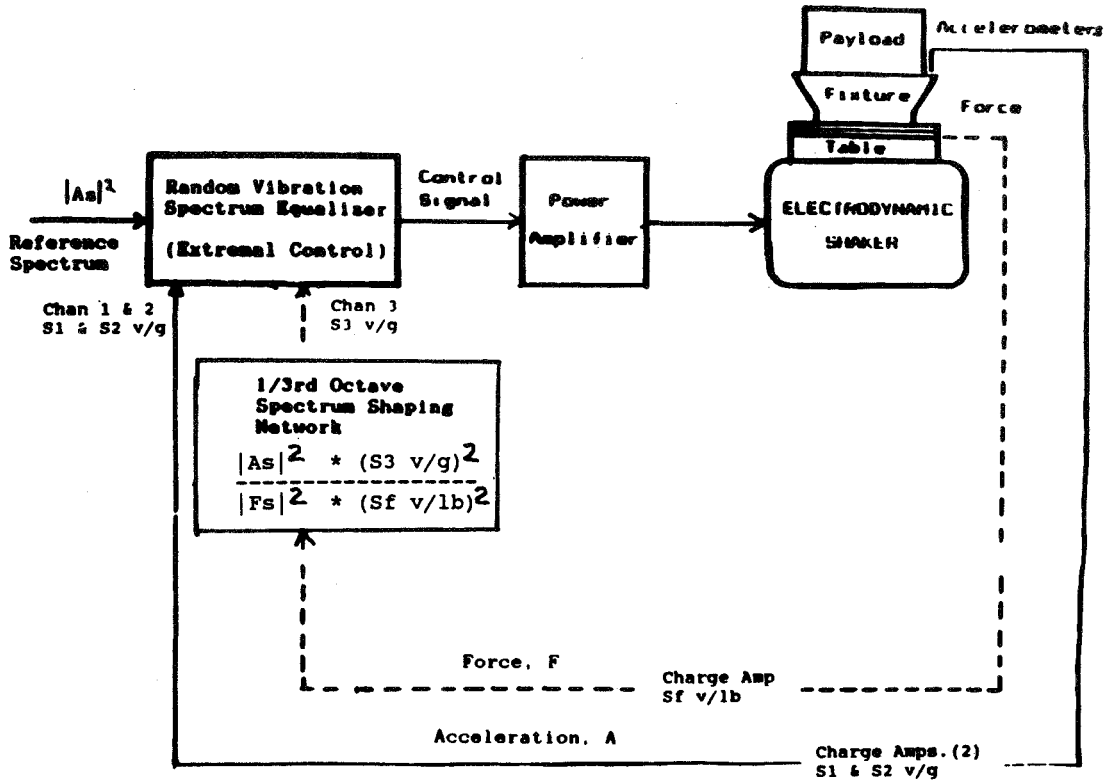 Payload
Accelerometers
Fixture
Force
Table
|As|²
Reference
Spectrum
Random Vibration
Spectrum Equalizer
(Extremal Control)
Control
Signal
Power
Amplifier
ELECTRODYNAMIC
SHAKER
Chan 1 & 2
S1 & S2 v/g
Chan 3
S3 v/g
1/3rd Octave
Spectrum Shaping
Network
|As|² * (S3 v/g)²
|Fs|² * (Sf v/lb)²
Force, F
Charge Amp
Sf v/lb
Acceleration, A
Charge Amps.(2)
S1 & S2 v/g